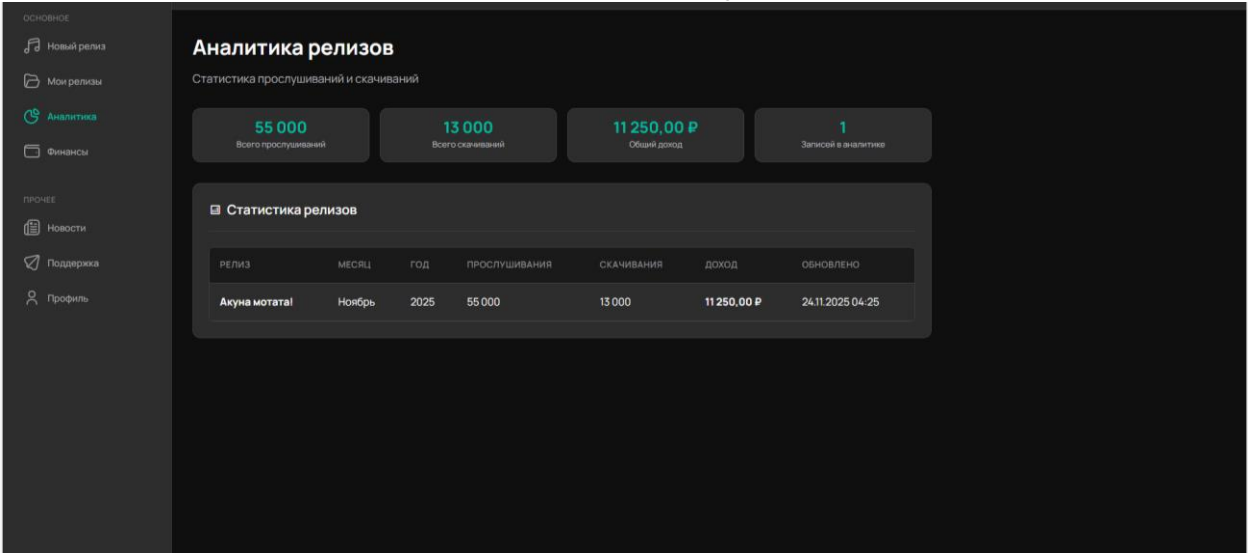 ОСНОВНОЕ
Новый релиз
Мои релизы
Аналитика
Финансы
ПРОЧЕЕ
Новости
Поддержка
Профиль
Аналитика релизов
Статистика прослушиваний и скачиваний
55 000 13 000 11 250,00 ₽ 1
Всего прослушиваний Всего скачиваний Общий доход Записей в аналитике
Статистика релизов
РЕЛИЗ МЕСЯЦ ГОД ПРОСЛУШИВАНИЯ СКАЧИВАНИЯ ДОХОД ОБНОВЛЕНО
Акуна мотата! Ноябрь 2025 55 000 13 000 11 250,00 ₽ 24.11.2025 04:25